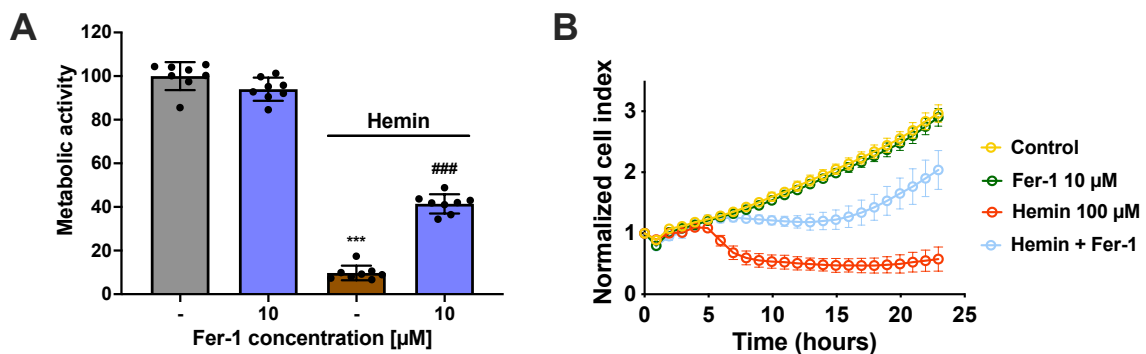 A
Metabolic activity
120
100
80
60
40
20
0
Hemin
***
###
- 10 - 10
Fer-1 concentration [µM]
B
Normalized cell index
3
2
1
0
0 5 10 15 20 25
Time (hours)
Control
Fer-1 10 µM
Hemin 100 µM
Hemin + Fer-1